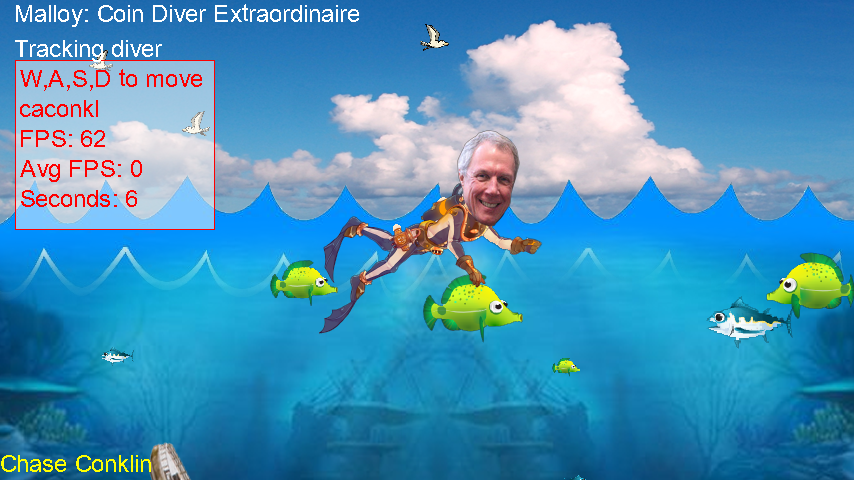 Malloy: Coin Diver Extraordinaire
Tracking diver
W,A,S,D to move
caconkl
FPS: 62
Avg FPS: 0
Seconds: 6
Chase Conklin